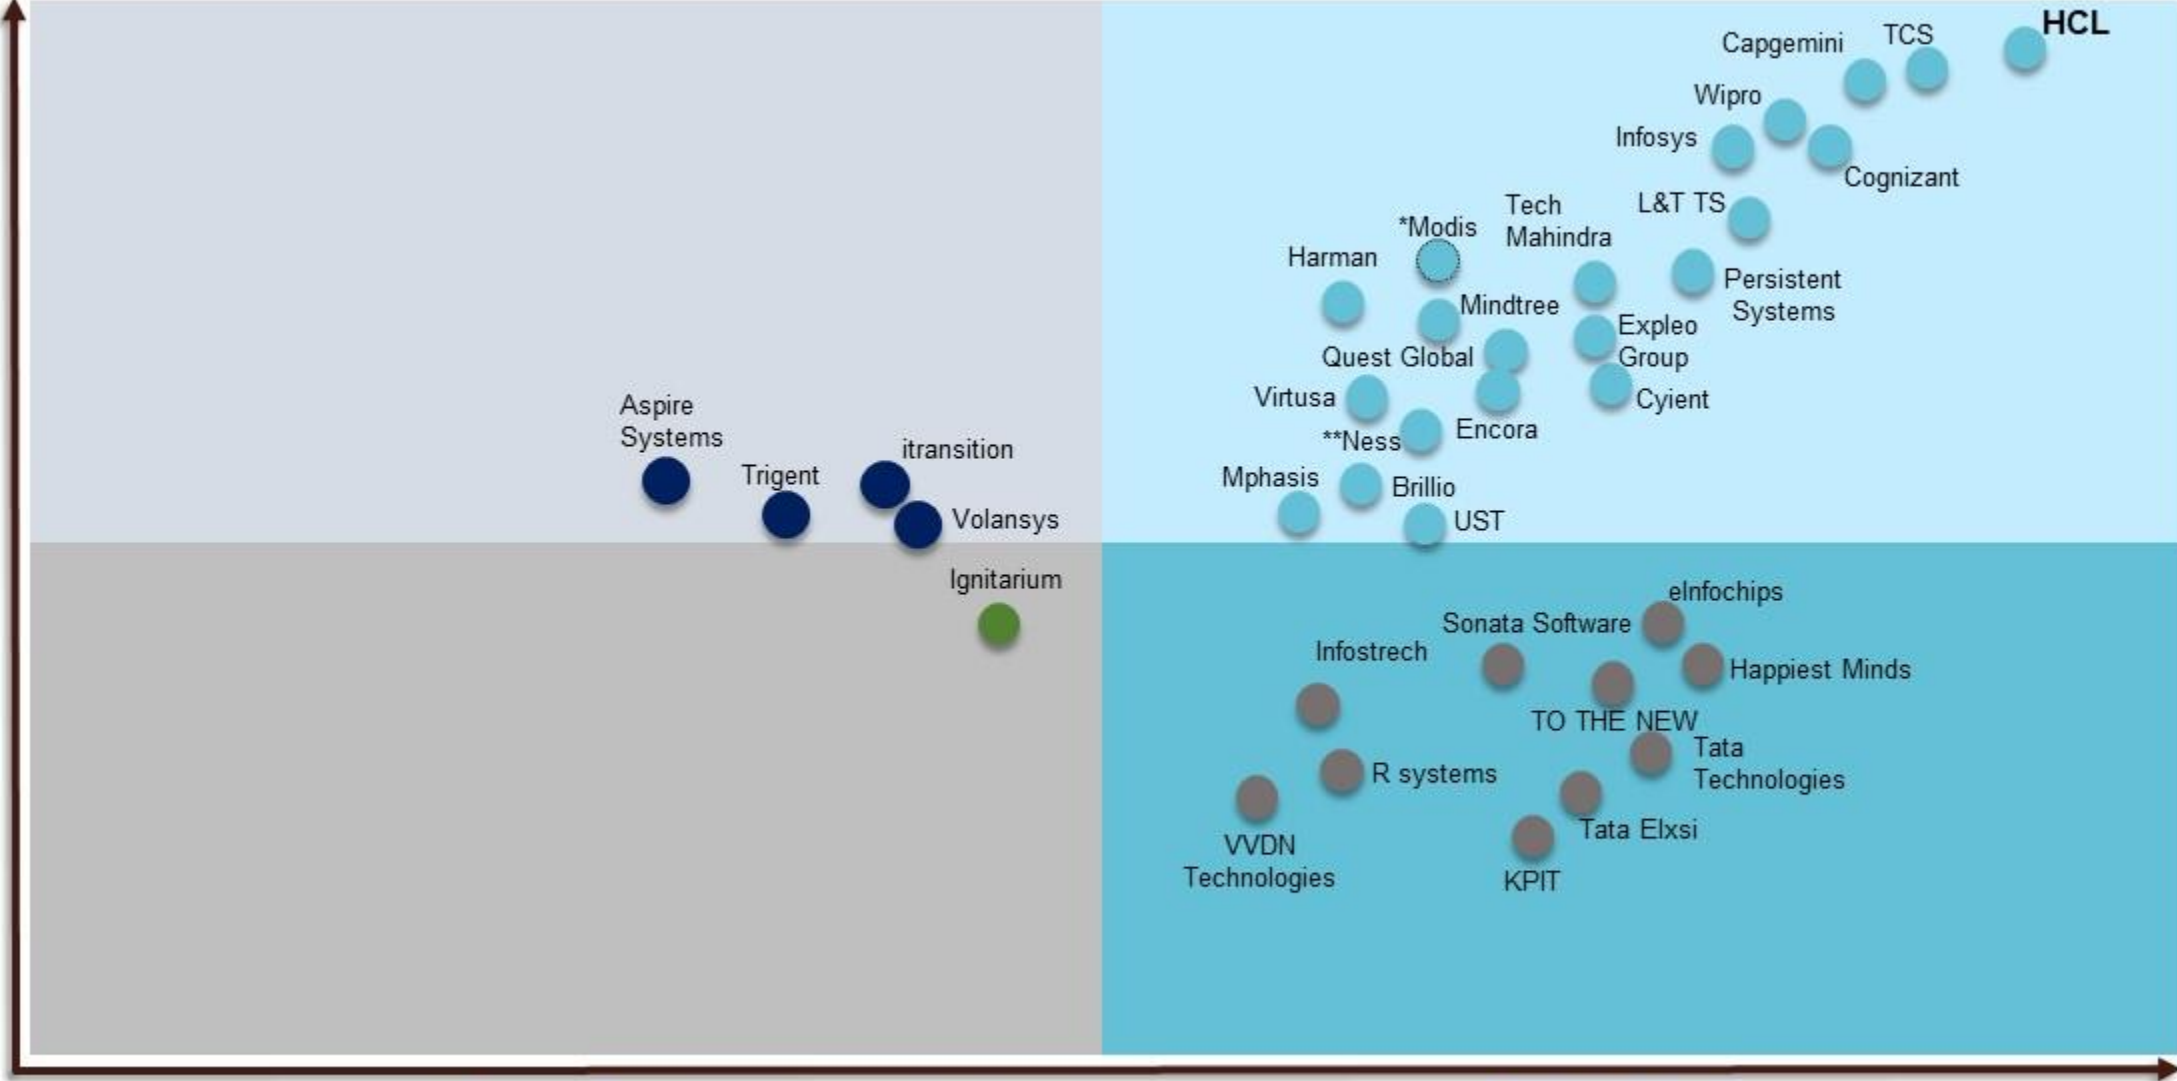 HCL
TCS
Capgemini
Wipro
Infosys
Cognizant
L&T TS
Tech
Mahindra
*Modis
Harman
Persistent
Systems
Mindtree
Expleo
Group
Quest Global
Cyient
Virtusa
Encora
**Ness
Mphasis
Brillio
UST
Aspire
Systems
itransition
Trigent
Volansys
Ignitarium
eInfochips
Sonata Software
Infostrech
Happiest Minds
TO THE NEW
Tata
Technologies
R systems
Tata Elxsi
VVDN
Technologies
KPIT